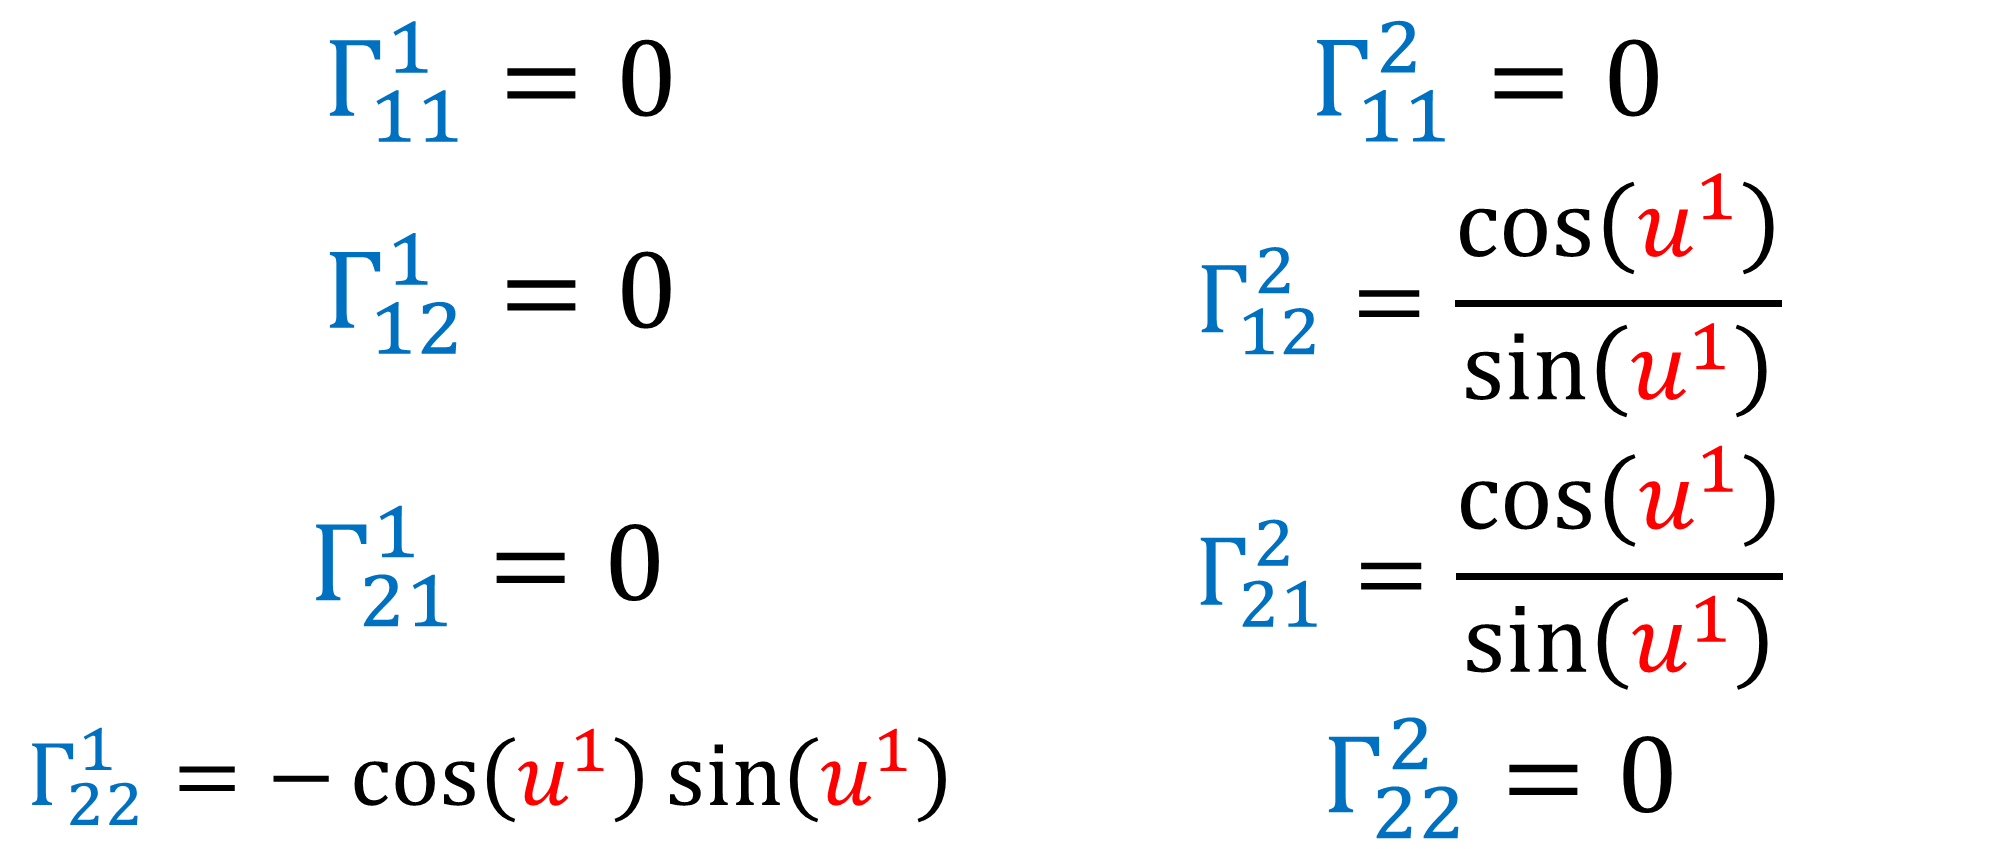 Γ¹₁₁ = 0
Γ²₁₁ = 0
Γ¹₁₂ = 0
Γ²₁₂ = cos(u¹)/sin(u¹)
Γ¹₂₁ = 0
Γ²₂₁ = cos(u¹)/sin(u¹)
Γ¹₂₂ = − cos(u¹) sin(u¹)
Γ²₂₂ = 0